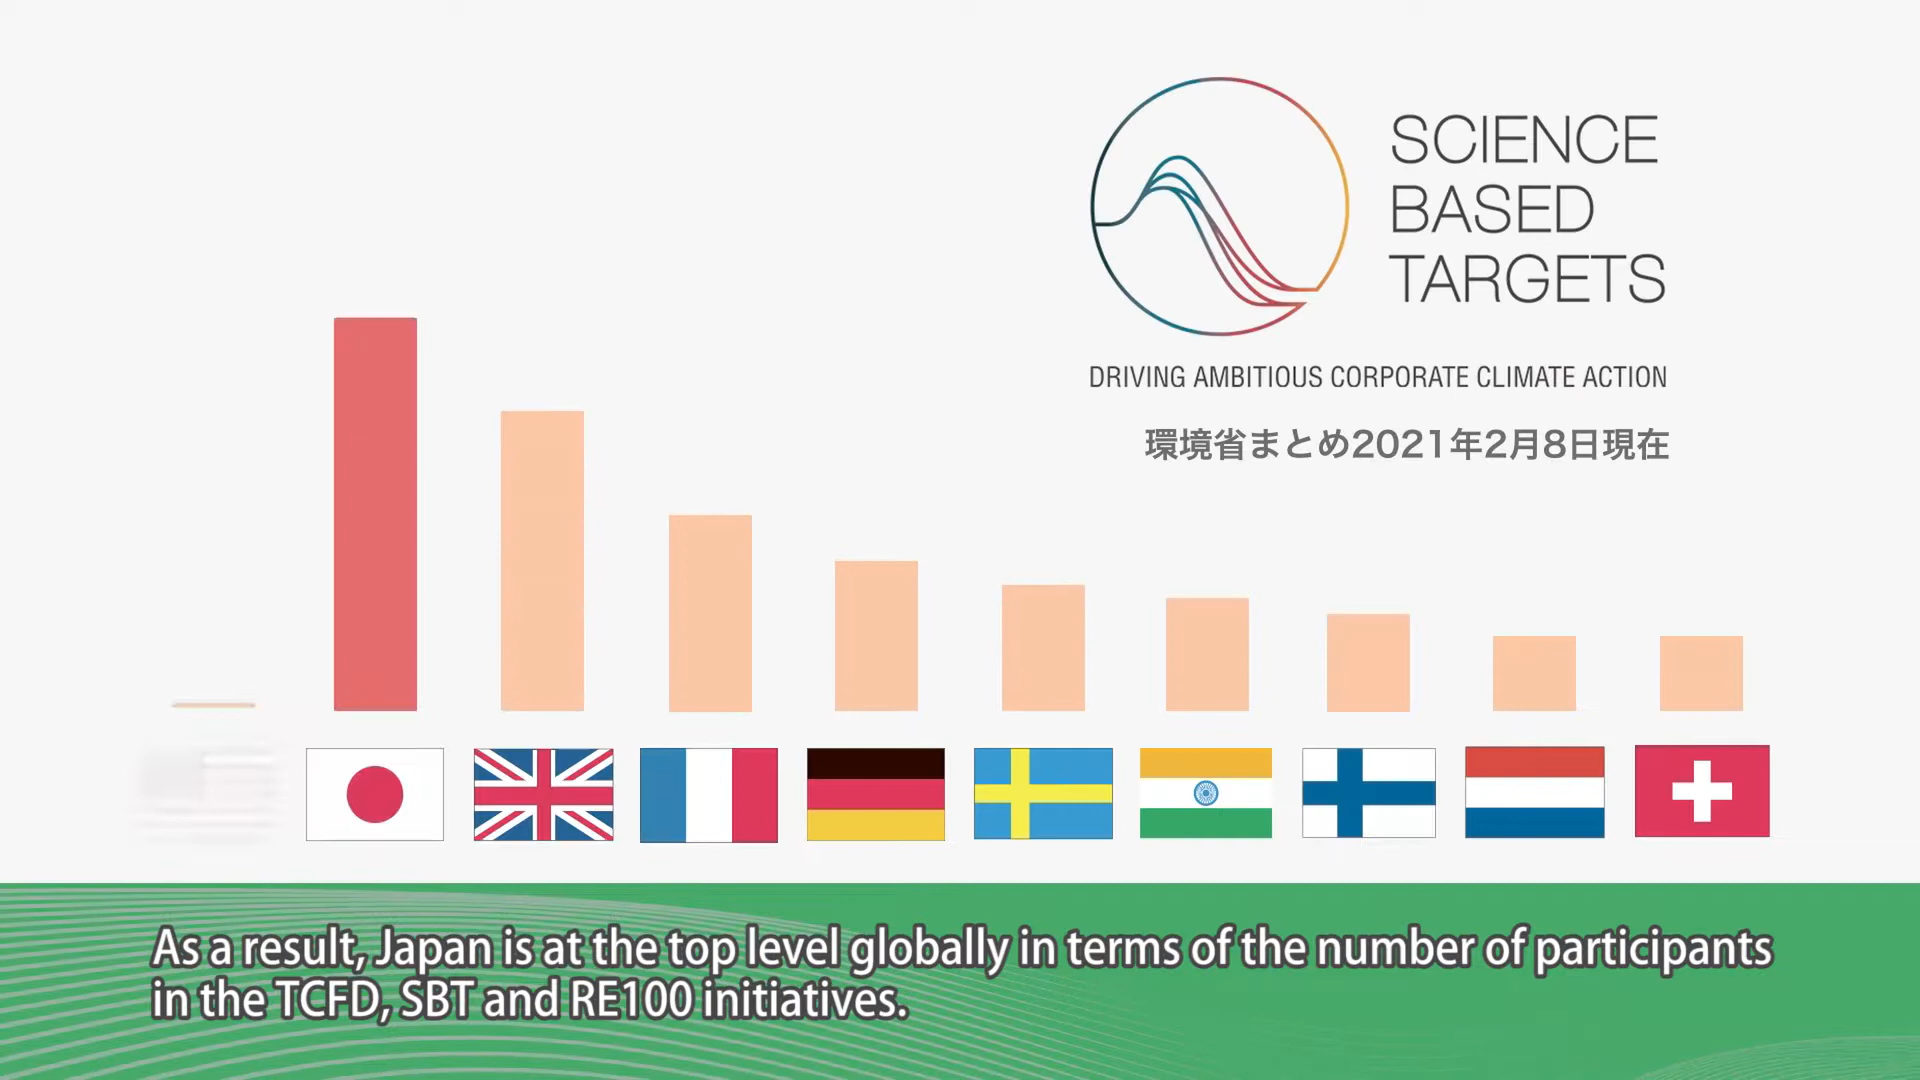 SCIENCE
BASED
TARGETS
DRIVING AMBITIOUS CORPORATE CLIMATE ACTION
環境省まとめ2021年2月8日現在
As a result, Japan is at the top level globally in terms of the number of participants
in the TCFD, SBT and RE100 initiatives.